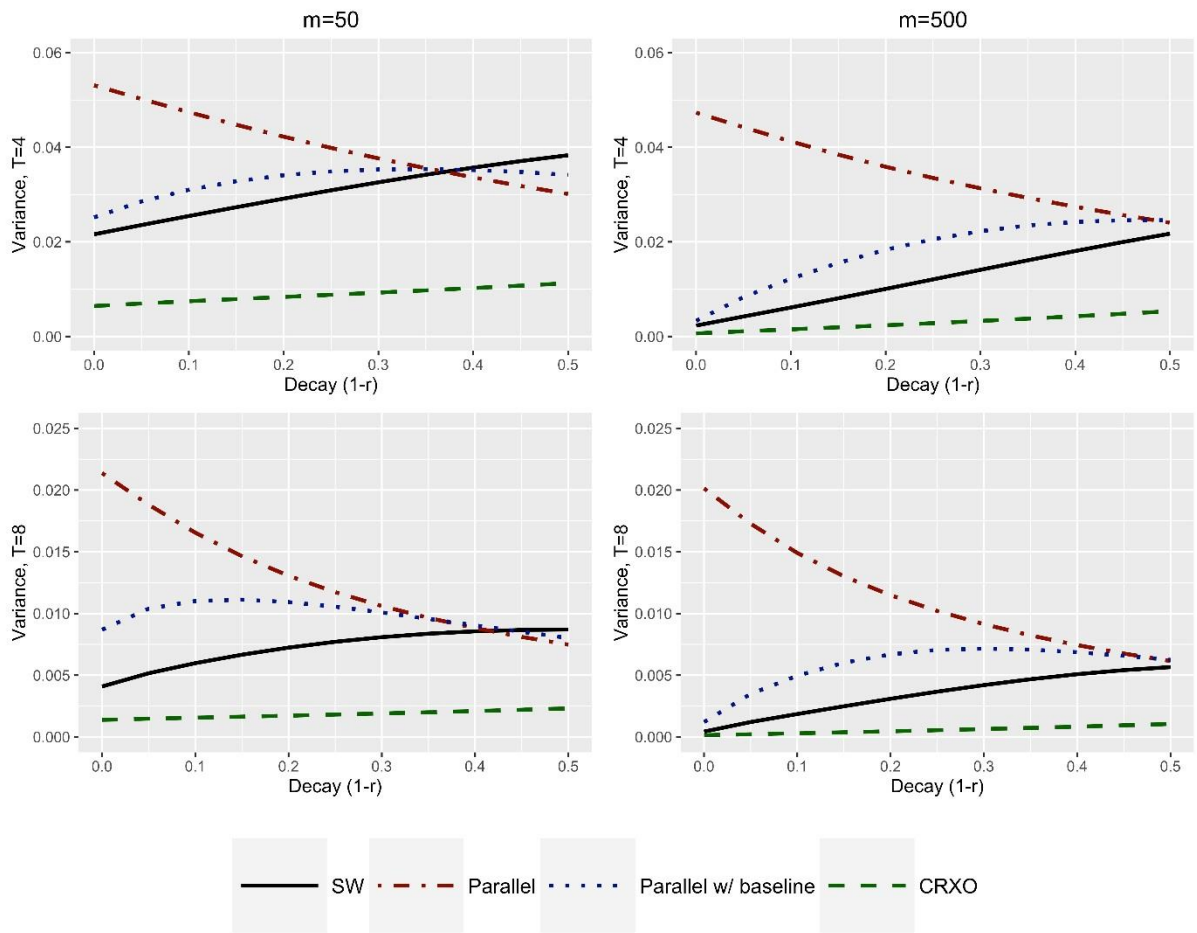 m=50
m=500
Variance, T=4
0.06
0.04
0.02
0.00
0.0 0.1 0.2 0.3 0.4 0.5
Decay (1-r)
Variance, T=4
0.06
0.04
0.02
0.00
0.0 0.1 0.2 0.3 0.4 0.5
Decay (1-r)
Variance, T=8
0.025
0.020
0.015
0.010
0.005
0.000
0.0 0.1 0.2 0.3 0.4 0.5
Decay (1-r)
Variance, T=8
0.025
0.020
0.015
0.010
0.005
0.000
0.0 0.1 0.2 0.3 0.4 0.5
Decay (1-r)
SW Parallel Parallel w/ baseline CRXO